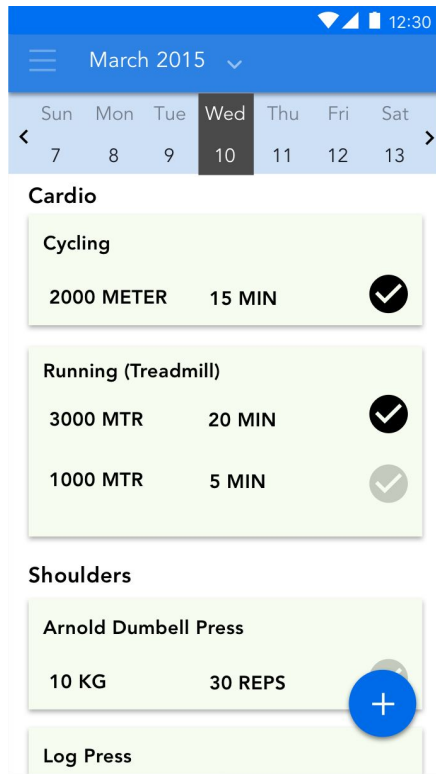 12:30
March 2015
Sun Mon Tue Wed Thu Fri Sat
7 8 9 10 11 12 13
Cardio
Cycling
2000 METER 15 MIN
Running (Treadmill)
3000 MTR 20 MIN
1000 MTR 5 MIN
Shoulders
Arnold Dumbell Press
10 KG 30 REPS
Log Press